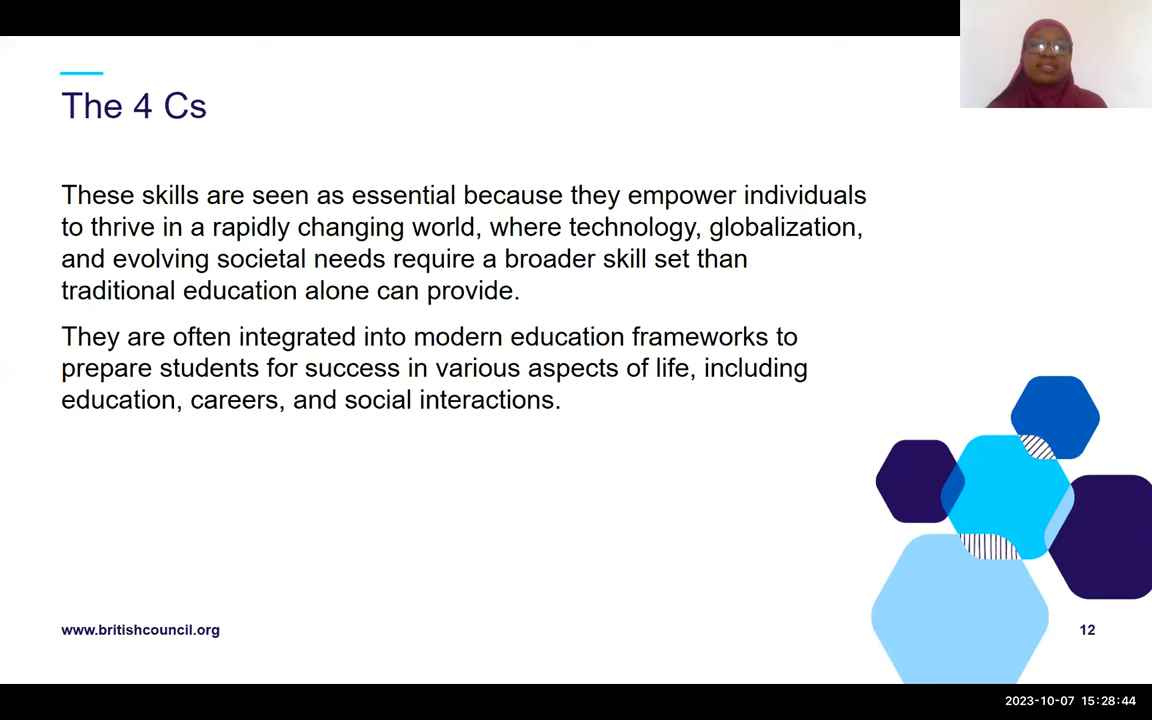 The 4 Cs
These skills are seen as essential because they empower individuals
to thrive in a rapidly changing world, where technology, globalization,
and evolving societal needs require a broader skill set than
traditional education alone can provide.
They are often integrated into modern education frameworks to
prepare students for success in various aspects of life, including
education, careers, and social interactions.
www.britishcouncil.org
12
2023-10-07 15:28:44